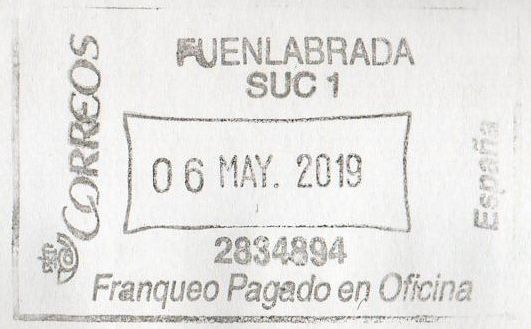 FUENLABRADA
SUC 1
CORREOS
06 MAY. 2019
España
2834894
Franqueo Pagado en Oficina